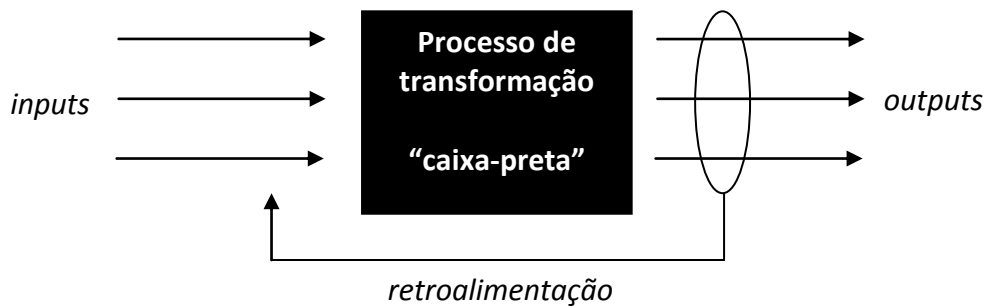 Processo de
transformação
inputs
outputs
“caixa-preta”
retroalimentação